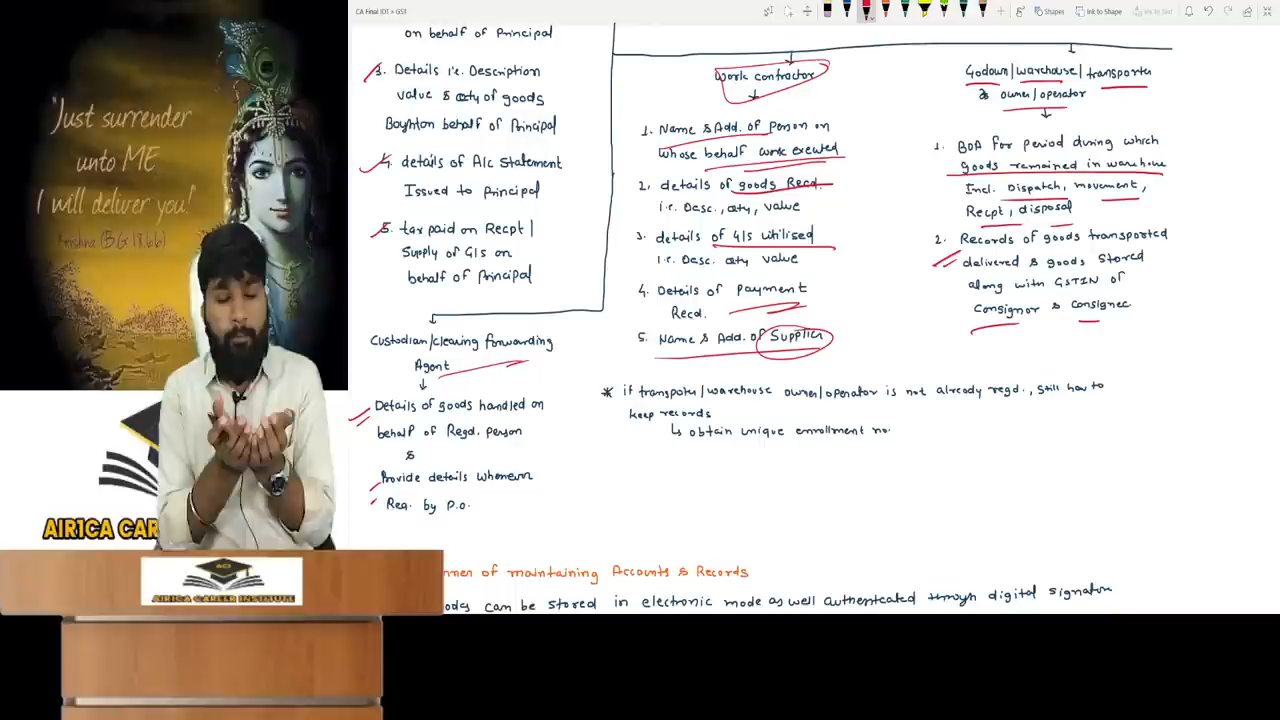 CA Final IDT + GST
Shapes
Ink to Shape
Ink to Text
"Just surrender
unto ME
I will deliver you!'
Krishna (BG 18.66)
on behalf of Principal
3. Details i.e. Description
value & qty of goods
Boyhton behalf of Principal
4. details of A/c Statement
Issued to Principal
5. tax paid on Recpt |
Supply of G/s on
behalf of Principal
Custodian/clearing forwarding
Agent
Details of goods handled on
behalf of Regd. person
&
Provide details whenever
Req. by P.O.
Work contractor
1. Name & Add. of Person on
whose behalf work executed
2. details of goods Recd.
i.e. Desc., qty, value
3. details of G/s utilised
i.e. Desc. qty value
4. Details of payment
Recd.
5. Name & Add. of Supplier
Godown|warehouse|transporter
& owner/operator
1. BOA for period during which
goods remained in warehouse
Incl. Dispatch, movement,
Recpt, disposal
2. Records of goods transported
delivered & goods stored
along with GSTIN of
Consignor & Consignee
* if transpoter/warehouse owner/operator is not already regd., still hav to
keep records
↳ obtain unique enrollment no.
AIRICA CAR
ACI
AIRICA CAREER INSTITUTE
nner of maintaining Accounts & Records
can be stored in electronic mode as well authenticated through digital signature